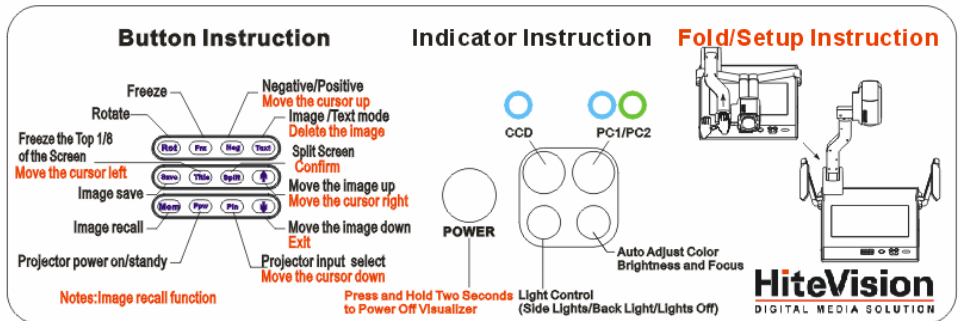 Button Instruction
Indicator Instruction
Fold/Setup Instruction
Freeze
Negative/Positive
Move the cursor up
Rotate
Image /Text mode
Delete the image
Freeze the Top 1/8
of the Screen
Move the cursor left
Rot Frz Neg Text
Split Screen
Confirm
Save Title Split
Image save
Move the image up
Move the cursor right
Mem Ppw Pin
Image recall
Move the image down
Exit
Projector power on/standy
Projector input select
Move the cursor down
Notes:Image recall function
CCD
PC1/PC2
POWER
Auto Adjust Color
Brightness and Focus
Press and Hold Two Seconds
to Power Off Visualizer
Light Control
(Side Lights/Back Light/Lights Off)
HiteVision
DIGITAL MEDIA SOLUTION